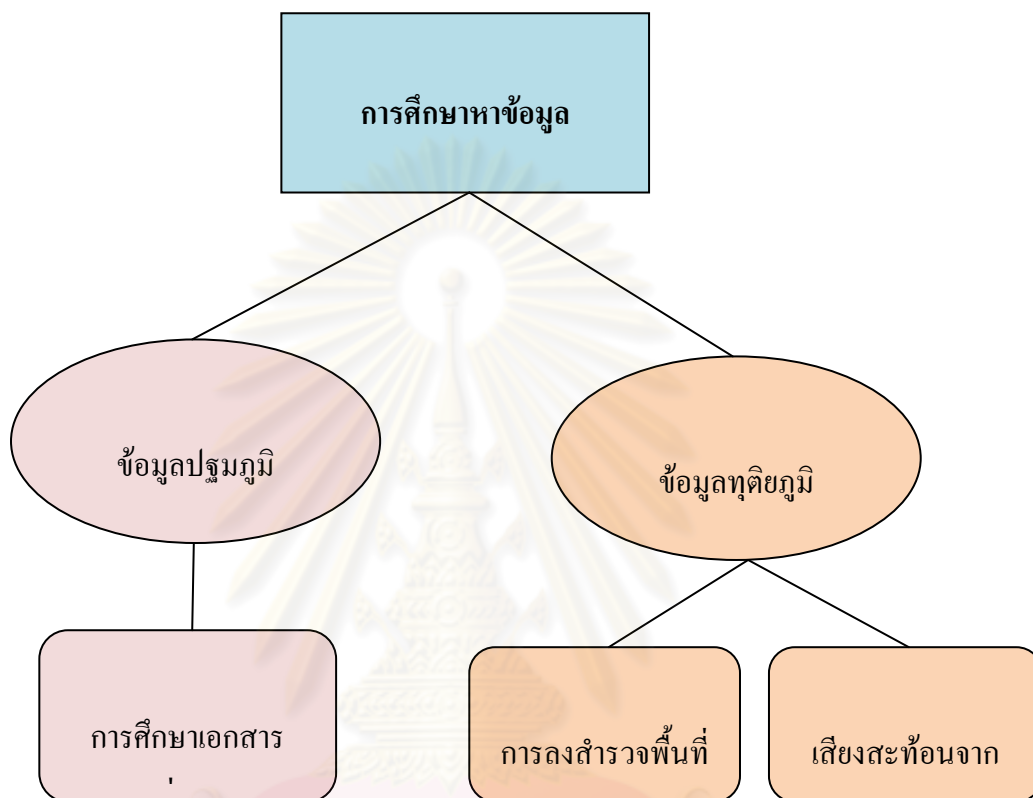 การศึกษาหาข้อมูล
ข้อมูลปฐมภูมิ
ข้อมูลทุติยภูมิ
การศึกษาเอกสาร
การลงสำรวจพื้นที่
เสียงสะท้อนจาก